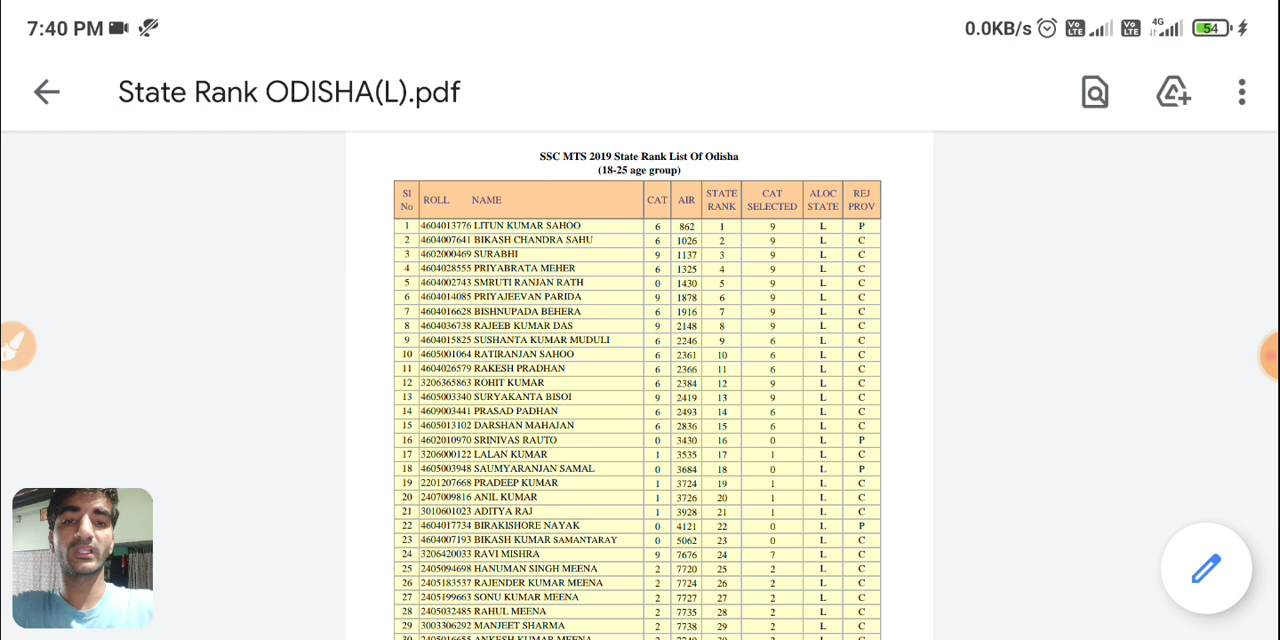 7:40 PM
0.0KB/s Vo LTE Vo LTE 4G 54
State Rank ODISHA(L).pdf
SSC MTS 2019 State Rank List Of Odisha
(18-25 age group)
Sl No ROLL NAME CAT AIR STATE RANK CAT SELECTED ALOC STATE REJ PROV
1 4604013776 LITUN KUMAR SAHOO 6 862 1 9 L P
2 4604007641 BIKASH CHANDRA SAHU 6 1026 2 9 L C
3 4602000469 SURABHI 9 1137 3 9 L C
4 4604028555 PRIYABRATA MEHER 6 1325 4 9 L C
5 4604002743 SMRUTI RANJAN RATH 0 1430 5 9 L C
6 4604014085 PRIYAJEEVAN PARIDA 9 1878 6 9 L C
7 4604016628 BISHNUPADA BEHERA 6 1916 7 9 L C
8 4604036738 RAJEEB KUMAR DAS 9 2148 8 9 L C
9 4604015825 SUSHANTA KUMAR MUDULI 6 2246 9 6 L C
10 4605001064 RATIRANJAN SAHOO 6 2361 10 6 L C
11 4604026579 RAKESH PRADHAN 6 2366 11 6 L C
12 3206365863 ROHIT KUMAR 6 2384 12 9 L C
13 4605003340 SURYAKANTA BISOI 9 2419 13 9 L C
14 4609003441 PRASAD PADHAN 6 2493 14 6 L C
15 4605013102 DARSHAN MAHAJAN 6 2836 15 6 L C
16 4602010970 SRINIVAS RAUTO 0 3430 16 0 L P
17 3206000122 LALAN KUMAR 1 3535 17 1 L C
18 4605003948 SAUMYARANJAN SAMAL 0 3684 18 0 L P
19 2201207668 PRADEEP KUMAR 1 3724 19 1 L C
20 2407009816 ANIL KUMAR 1 3726 20 1 L C
21 3010601023 ADITYA RAJ 1 3928 21 1 L C
22 4604017734 BIRAKISHORE NAYAK 0 4121 22 0 L P
23 4604007193 BIKASH KUMAR SAMANTARAY 0 5062 23 0 L C
24 3206420033 RAVI MISHRA 9 7676 24 7 L C
25 2405094698 HANUMAN SINGH MEENA 2 7720 25 2 L C
26 2405183537 RAJENDER KUMAR MEENA 2 7724 26 2 L C
27 2405199663 SONU KUMAR MEENA 2 7727 27 2 L C
28 2405032485 RAHUL MEENA 2 7735 28 2 L C
29 3003306292 MANJEET SHARMA 2 7738 29 2 L C
30 2405016655 ANKESH KUMAR MEENA 2 7740 30 2 L C